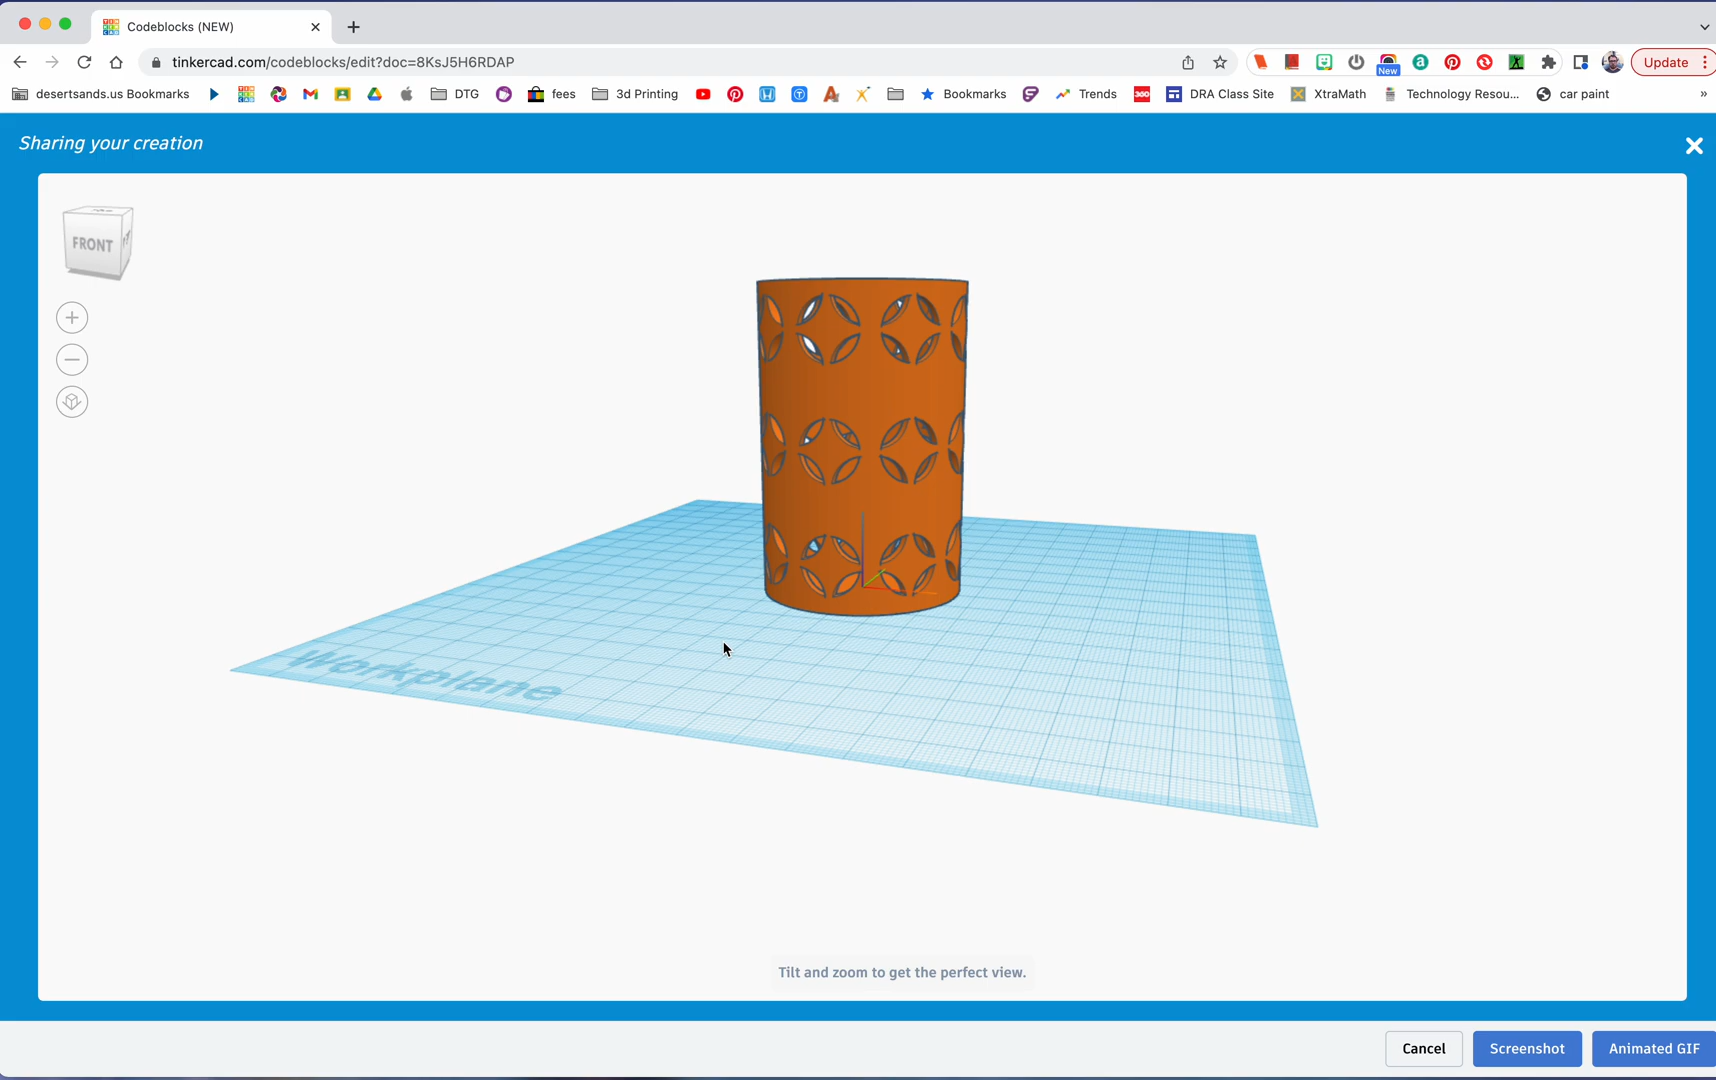 Codeblocks (NEW)
tinkercad.com/codeblocks/edit?doc=8KsJ5H6RDAP
New
Update
desertsands.us Bookmarks
DTG
fees
3d Printing
Bookmarks
Trends
360
DRA Class Site
XtraMath
Technology Resou...
car paint
Sharing your creation
FRONT
Workplane
Tilt and zoom to get the perfect view.
Cancel
Screenshot
Animated GIF